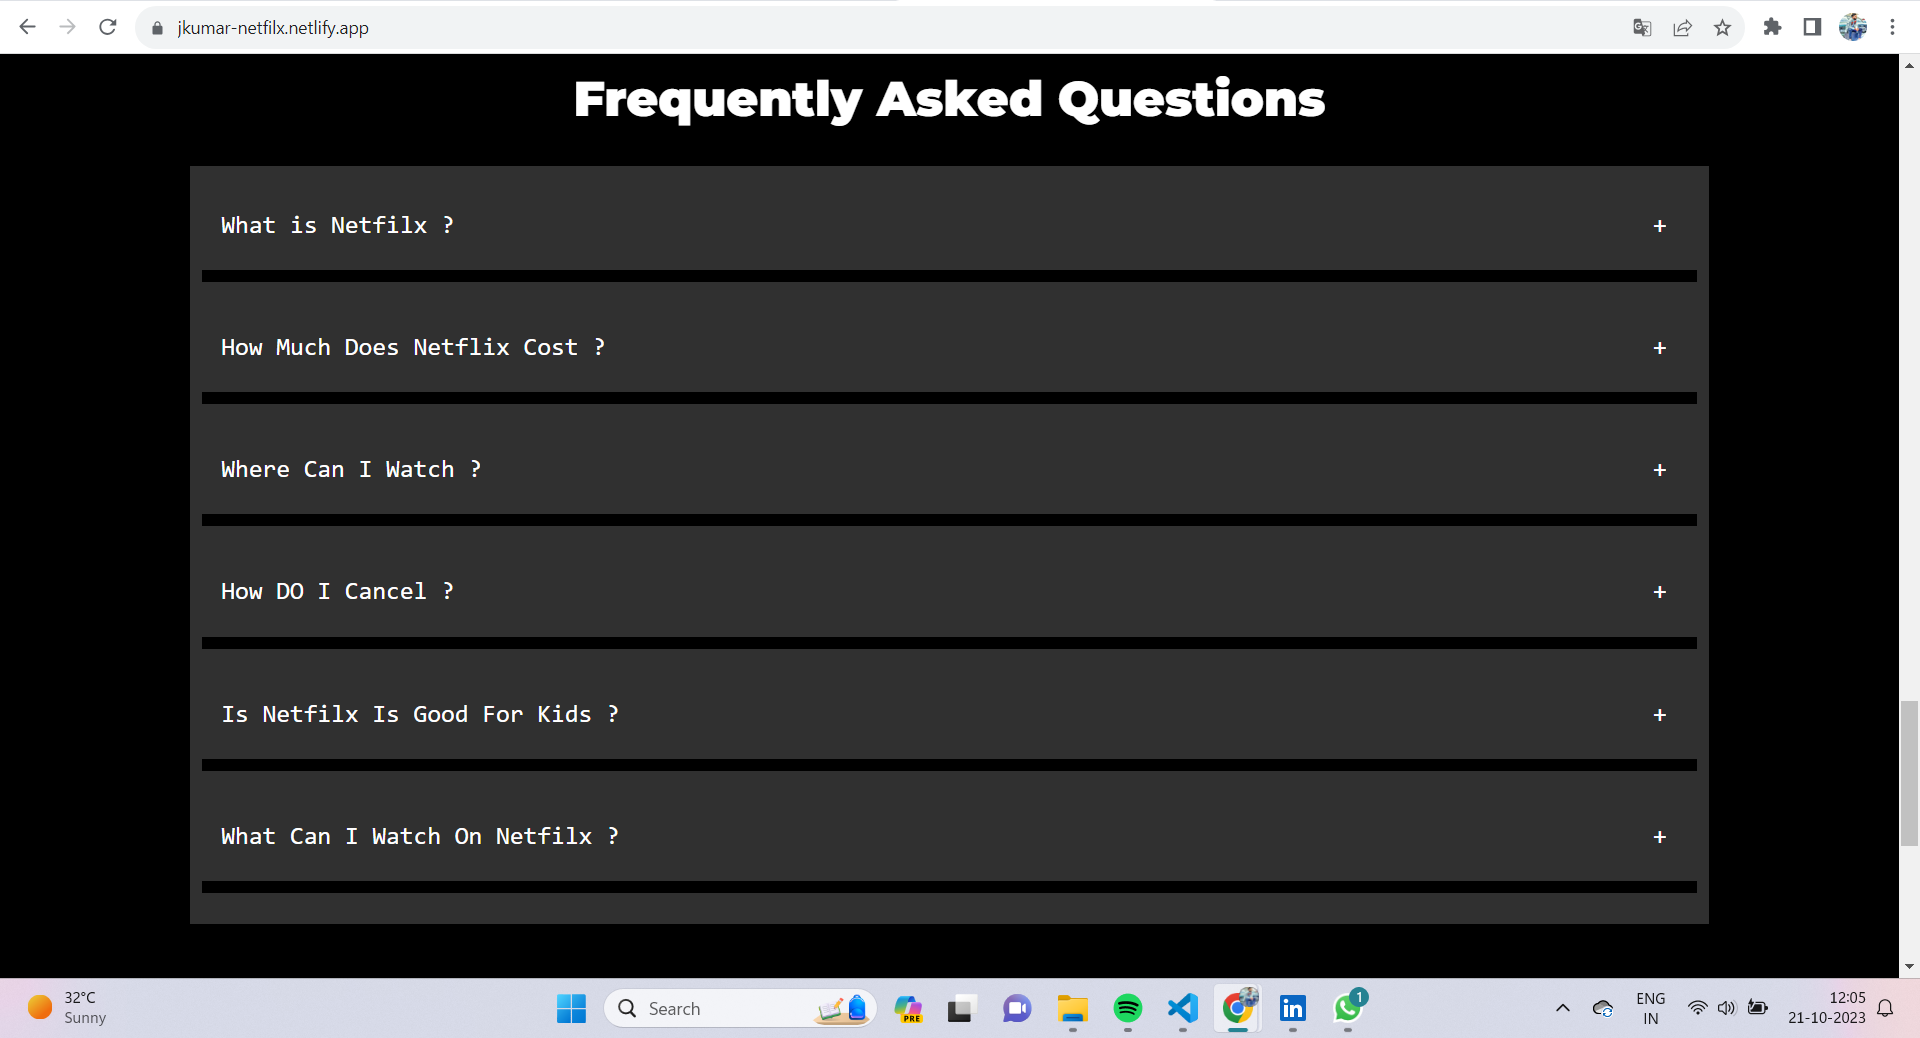 jkumar-netfilx.netlify.app
Frequently Asked Questions
What is Netfilx ? +
How Much Does Netflix Cost ? +
Where Can I Watch ? +
How DO I Cancel ? +
Is Netfilx Is Good For Kids ? +
What Can I Watch On Netfilx ? +
32°C
Sunny
Search
PRE
1
ENG
IN
12:05
21-10-2023